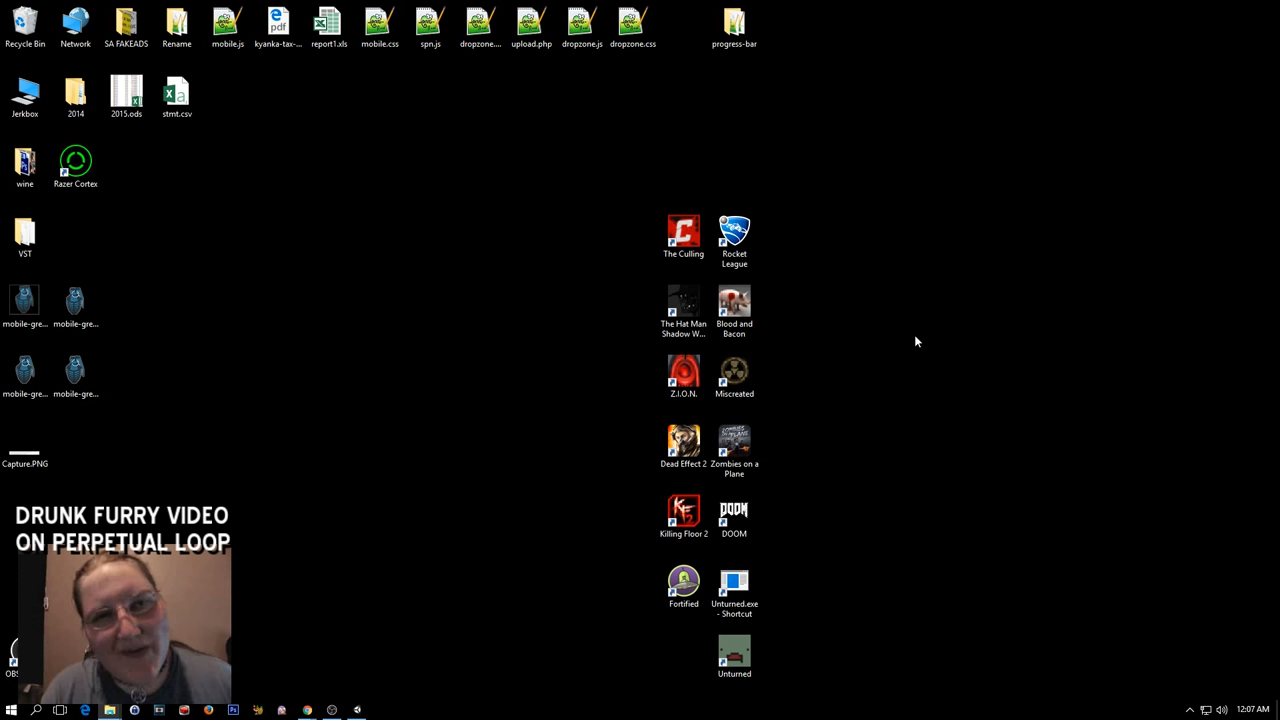 Recycle Bin
Network
SA FAKEADS
Rename
mobile.js
kyanka-tax-...
report1.xls
mobile.css
spn.js
dropzone....
upload.php
dropzone.js
dropzone.css
progress-bar
Jerkbox
2014
2015.ods
stmt.csv
wine
Razer Cortex
VST
The Culling
Rocket
League
mobile-gre...
mobile-gre...
The Hat Man
Shadow W...
Blood and
Bacon
mobile-gre...
mobile-gre...
Z.I.O.N.
Miscreated
Capture.PNG
Dead Effect 2
Zombies on a
Plane
Killing Floor 2
DOOM
DOOM
DRUNK FURRY VIDEO
ON PERPETUAL LOOP
Fortified
Unturned.exe
- Shortcut
OBS
Unturned
12:07 AM